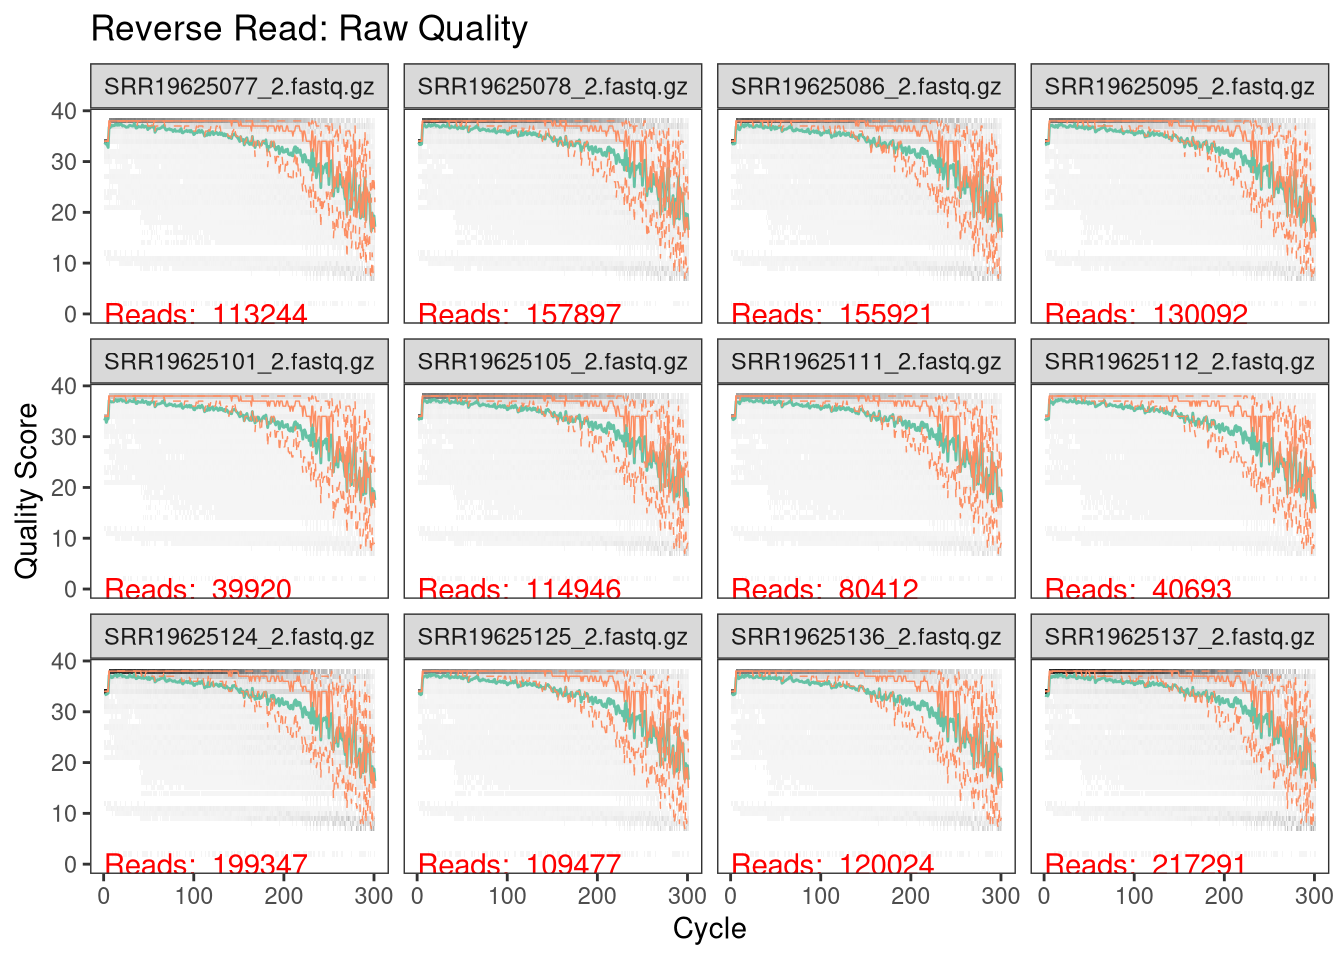 Reverse Read: Raw Quality
SRR19625077_2.fastq.gz SRR19625078_2.fastq.gz SRR19625086_2.fastq.gz SRR19625095_2.fastq.gz
40
30
20
10
0
Reads: 113244 Reads: 157897 Reads: 155921 Reads: 130092
SRR19625101_2.fastq.gz SRR19625105_2.fastq.gz SRR19625111_2.fastq.gz SRR19625112_2.fastq.gz
40
30
20
10
0
Quality Score
Reads: 39920 Reads: 114946 Reads: 80412 Reads: 40693
SRR19625124_2.fastq.gz SRR19625125_2.fastq.gz SRR19625136_2.fastq.gz SRR19625137_2.fastq.gz
40
30
20
10
0
Reads: 199347 Reads: 109477 Reads: 120024 Reads: 217291
0 100 200 300 0 100 200 300 0 100 200 300 0 100 200 300
Cycle